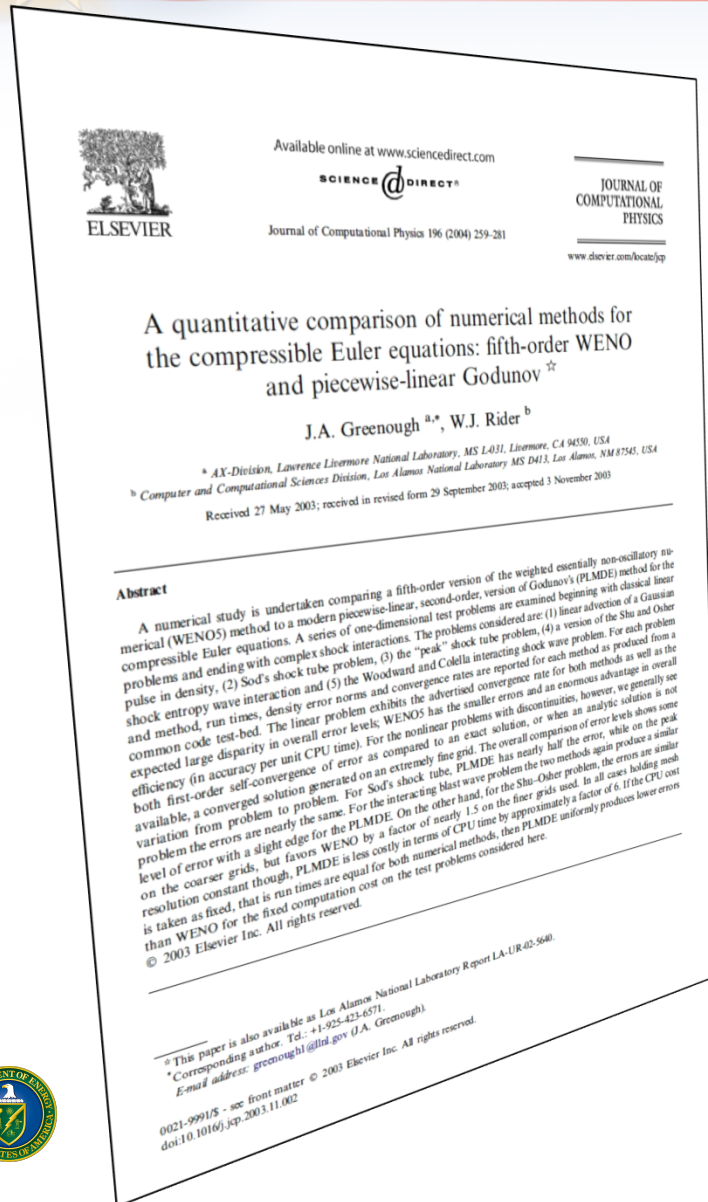 ELSEVIER
Available online at www.sciencedirect.com
SCIENCE DIRECT®
Journal of Computational Physics 196 (2004) 259–281
JOURNAL OF
COMPUTATIONAL
PHYSICS
www.elsevier.com/locate/jcp
A quantitative comparison of numerical methods for
the compressible Euler equations: fifth-order WENO
and piecewise-linear Godunov ☆
J.A. Greenough a,*, W.J. Rider b
a AX-Division, Lawrence Livermore National Laboratory, MS L-031, Livermore, CA 94550, USA
b Computer and Computational Sciences Division, Los Alamos National Laboratory MS D413, Los Alamos, NM 87545, USA
Received 27 May 2003; received in revised form 29 September 2003; accepted 3 November 2003
Abstract
A numerical study is undertaken comparing a fifth-order version of the weighted essentially non-oscillatory nu-
merical (WENO5) method to a modern piecewise-linear, second-order, version of Godunov's (PLMDE) method for the
compressible Euler equations. A series of one-dimensional test problems are examined beginning with classical linear
problems and ending with complex shock interactions. The problems considered are: (1) linear advection of a Gaussian
pulse in density, (2) Sod's shock tube problem, (3) the "peak" shock tube problem, (4) a version of the Shu and Osher
shock entropy wave interaction and (5) the Woodward and Colella interacting shock wave problem. For each problem
and method, run times, density error norms and convergence rates are reported for each method as produced from a
common code test-bed. The linear problem exhibits the advertised convergence rate for both methods as well as the
expected large disparity in overall error levels; WENO5 has the smaller errors and an enormous advantage in overall
efficiency (in accuracy per unit CPU time). For the nonlinear problems with discontinuities, however, we generally see
both first-order self-convergence of error as compared to an exact solution, or when an analytic solution is not
available, a converged solution generated on an extremely fine grid. The overall comparison of error levels shows some
variation from problem to problem. For Sod's shock tube, PLMDE has nearly half the error, while on the peak
problem the errors are nearly the same. For the interacting blast wave problem the two methods again produce a similar
level of error with a slight edge for the PLMDE. On the other hand, for the Shu–Osher problem, the errors are similar
on the coarser grids, but favors WENO by a factor of nearly 1.5 on the finer grids used. In all cases holding mesh
resolution constant though, PLMDE is less costly in terms of CPU time by approximately a factor of 6. If the CPU cost
is taken as fixed, that is run times are equal for both numerical methods, then PLMDE uniformly produces lower errors
than WENO for the fixed computation cost on the test problems considered here.
© 2003 Elsevier Inc. All rights reserved.
☆ This paper is also available as Los Alamos National Laboratory Report LA-UR-02-5640.
* Corresponding author. Tel.: +1-925-423-6571.
E-mail address: greenough1@llnl.gov (J.A. Greenough).
0021-9991/$ - see front matter © 2003 Elsevier Inc. All rights reserved.
doi:10.1016/j.jcp.2003.11.002